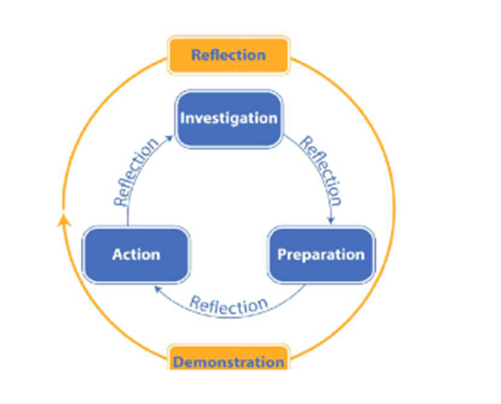 Reflection
Investigation
Reflection
Reflection
Action
Preparation
Reflection
Demonstration